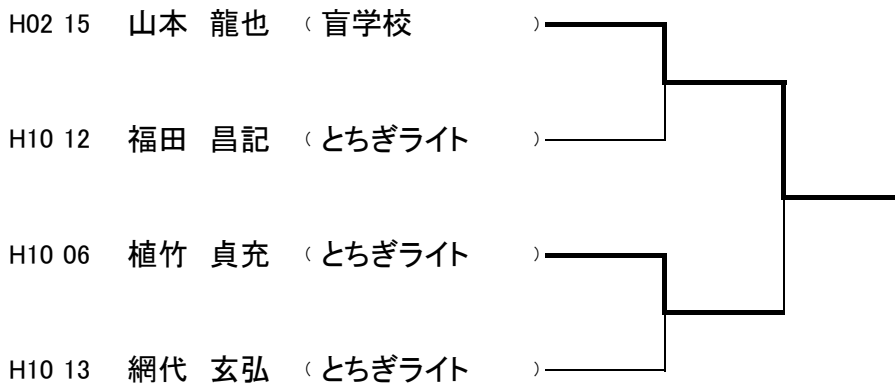 H02 15 山本 龍也 ( 盲学校 )
H10 12 福田 昌記 ( とちぎライト )
H10 06 植竹 貞充 ( とちぎライト )
H10 13 網代 玄弘 ( とちぎライト )